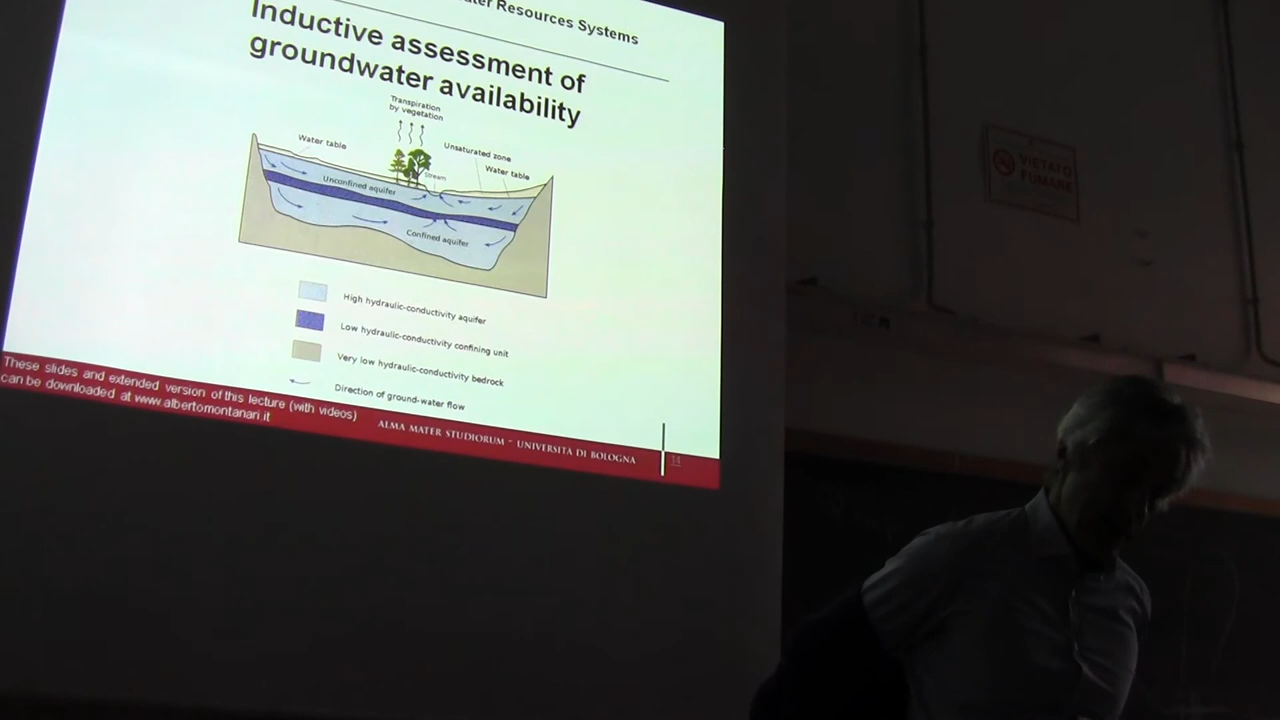 Resources Systems
Inductive assessment of
groundwater availability
Transpiration
by vegetation
Water table
Unsaturated zone
Water table
Stream
Unconfined aquifer
Confined aquifer
High hydraulic-conductivity aquifer
Low hydraulic-conductivity confining unit
Very low hydraulic-conductivity bedrock
Direction of ground-water flow
These slides and extended version of this lecture (with videos)
can be downloaded at www.albertomontanari.it
ALMA MATER STUDIORUM - UNIVERSITÀ DI BOLOGNA
14
VIETATO
FUMARE